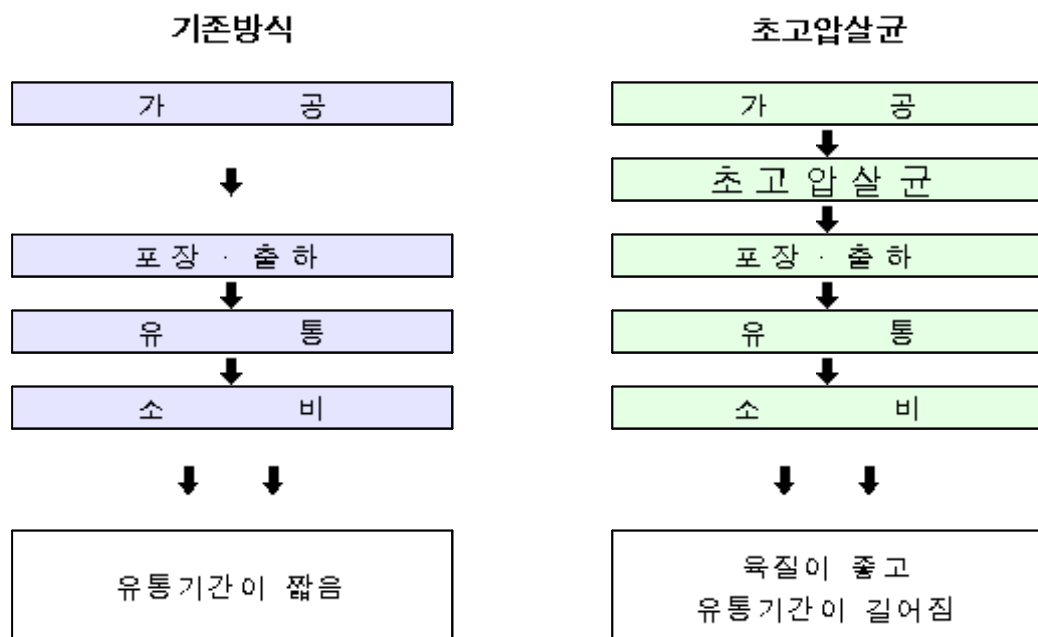 기존방식
가 공
포장 · 출하
유 통
소 비
유통기간이 짧음
초고압살균
가 공
초고압살균
포장 · 출하
유 통
소 비
육질이 좋고
유통기간이 길어짐